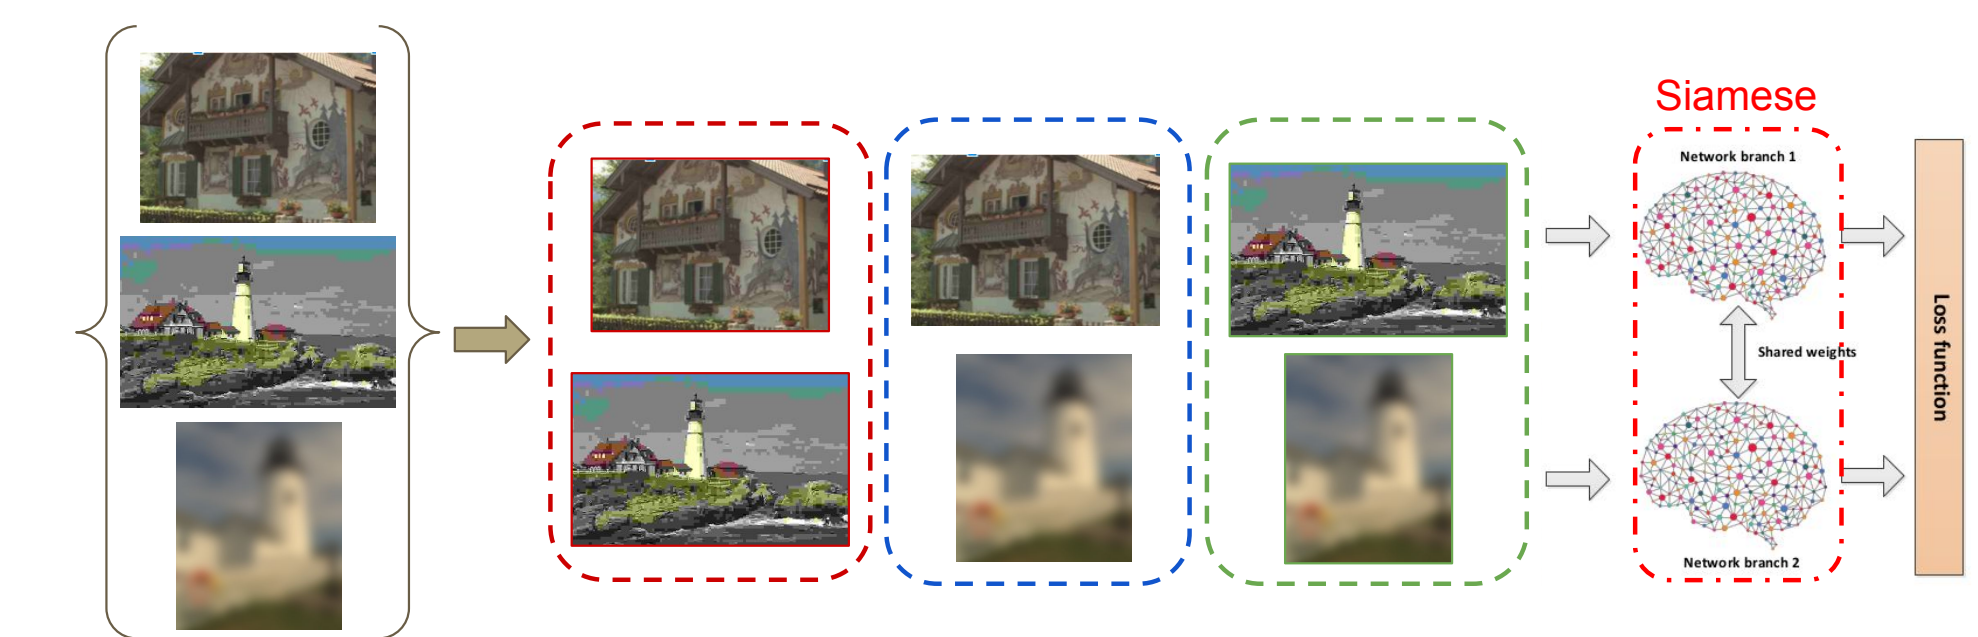 Siamese
Network branch 1
Shared weights
Network branch 2
Loss function